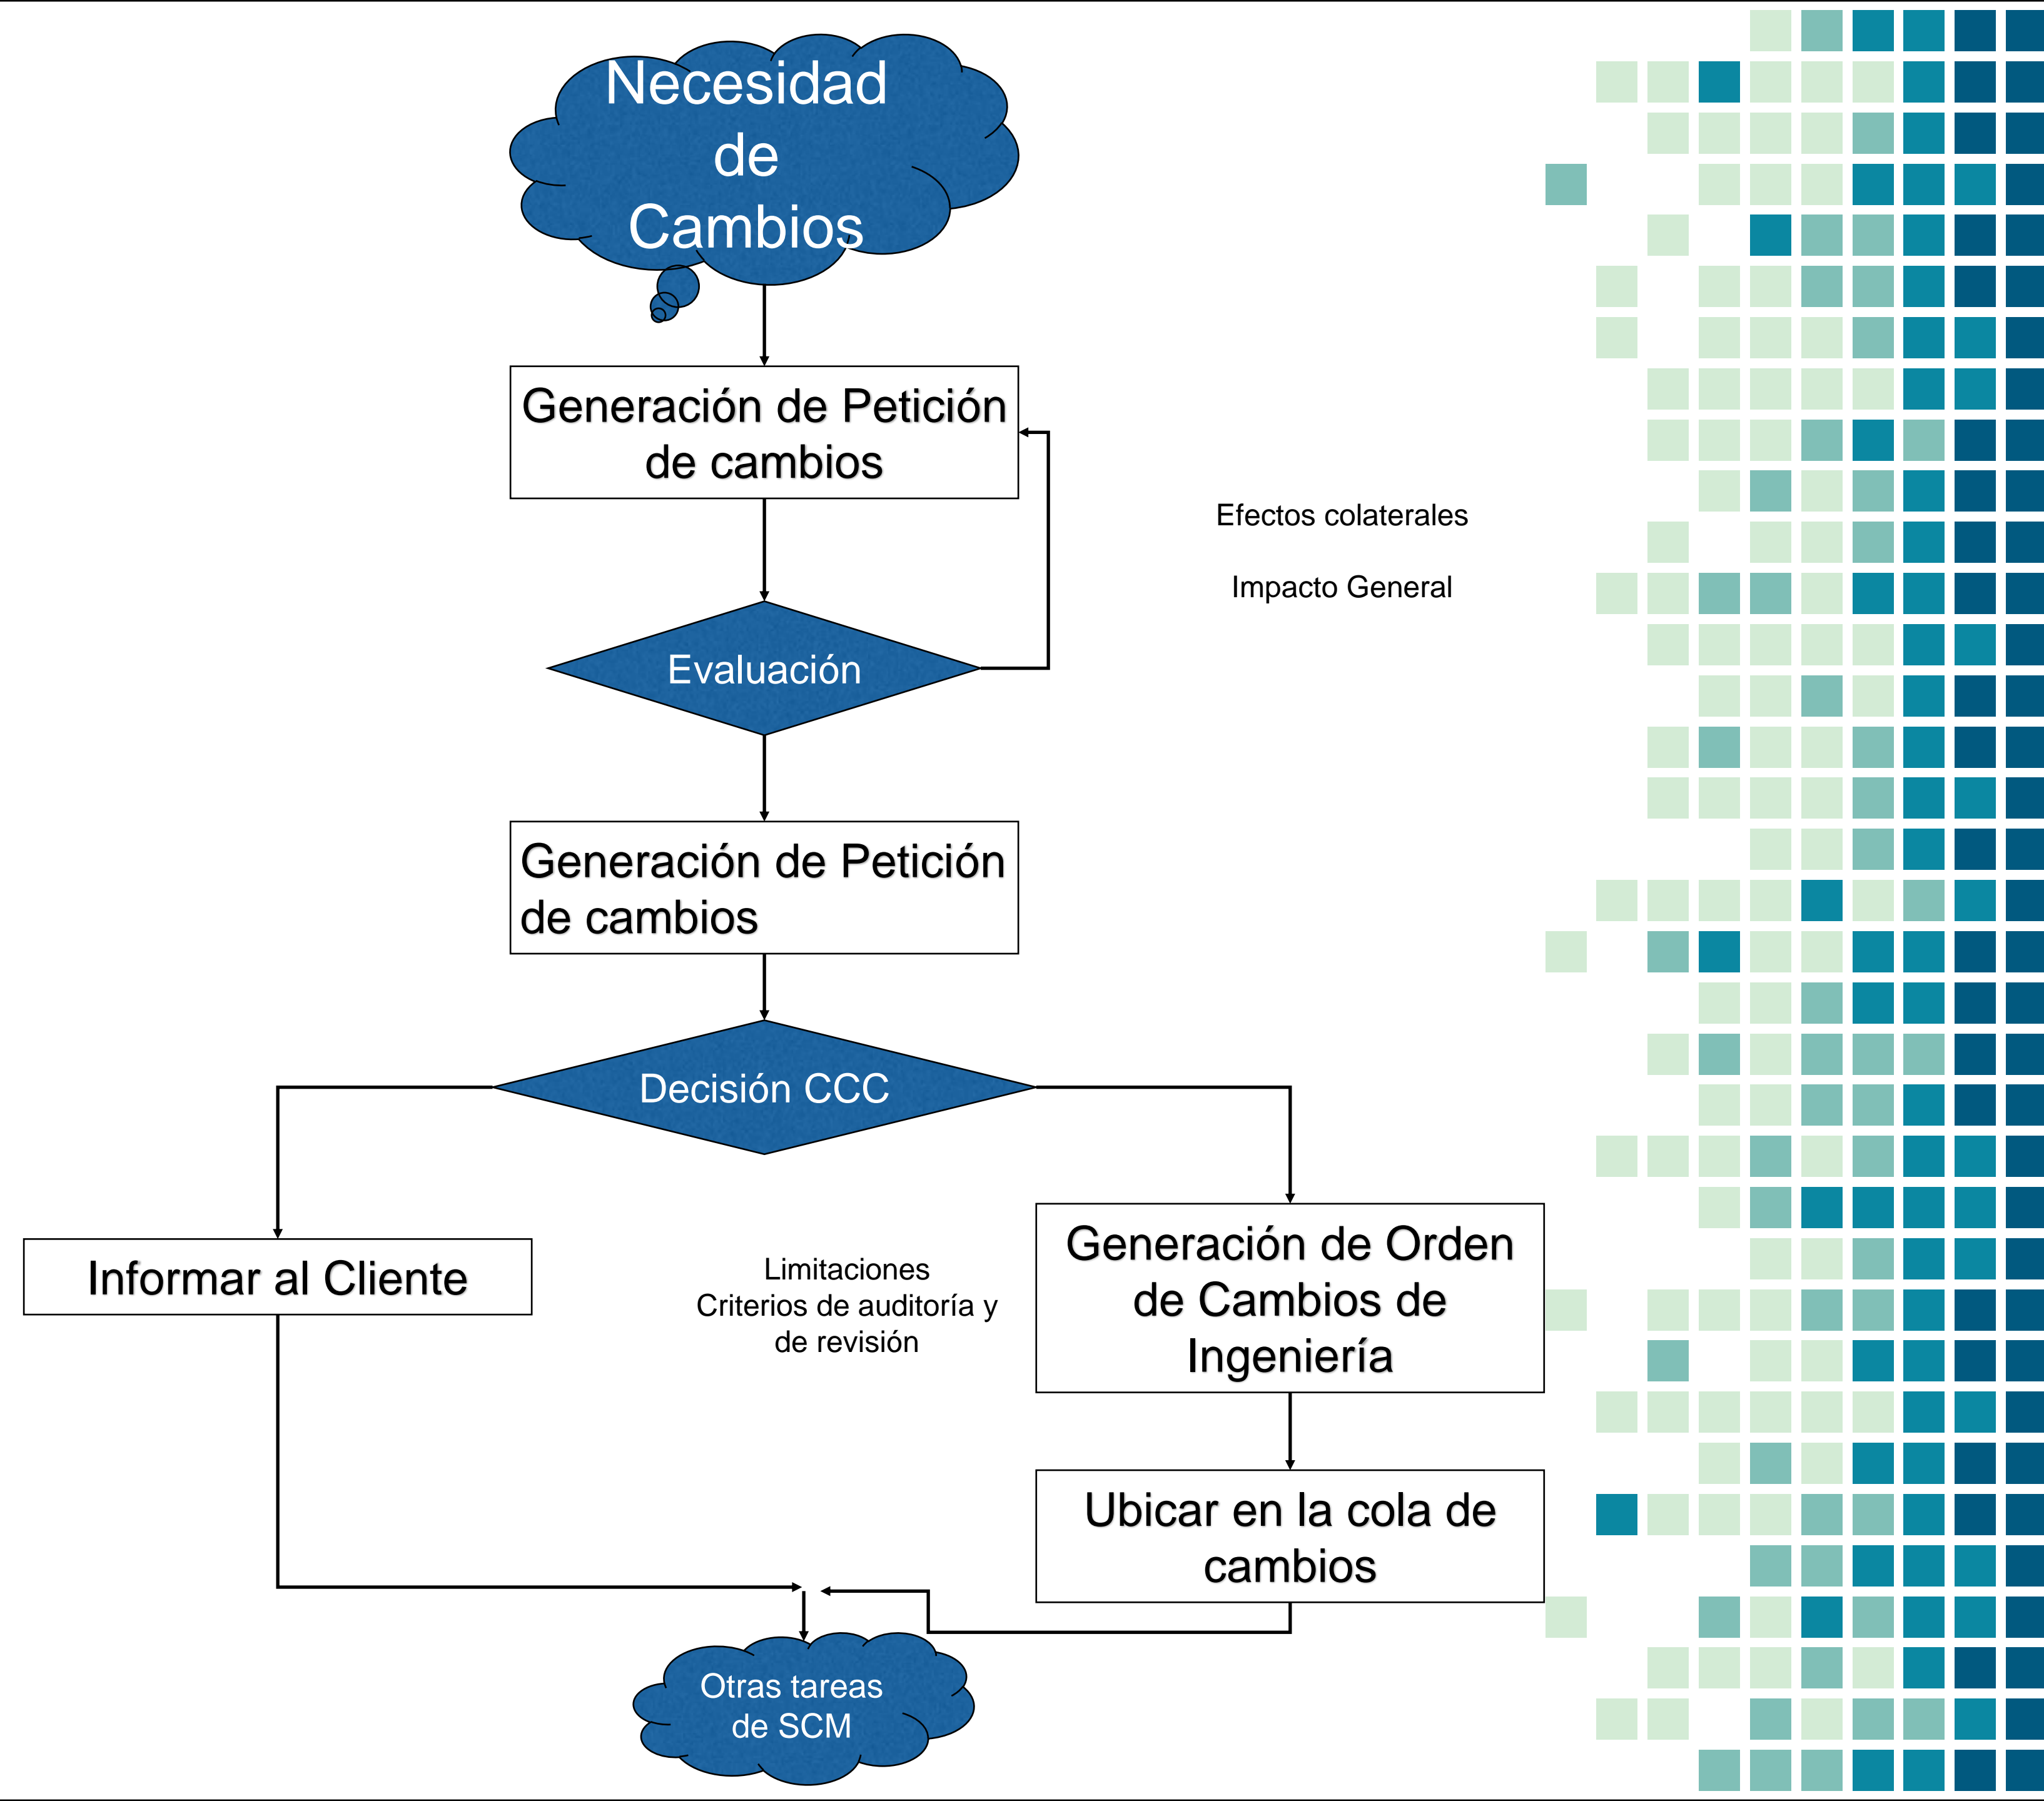 Necesidad
de
Cambios
Generación de Petición
de cambios
Efectos colaterales
Impacto General
Evaluación
Generación de Petición
de cambios
Decisión CCC
Informar al Cliente
Limitaciones
Criterios de auditoría y
de revisión
Generación de Orden
de Cambios de
Ingeniería
Ubicar en la cola de
cambios
Otras tareas
de SCM